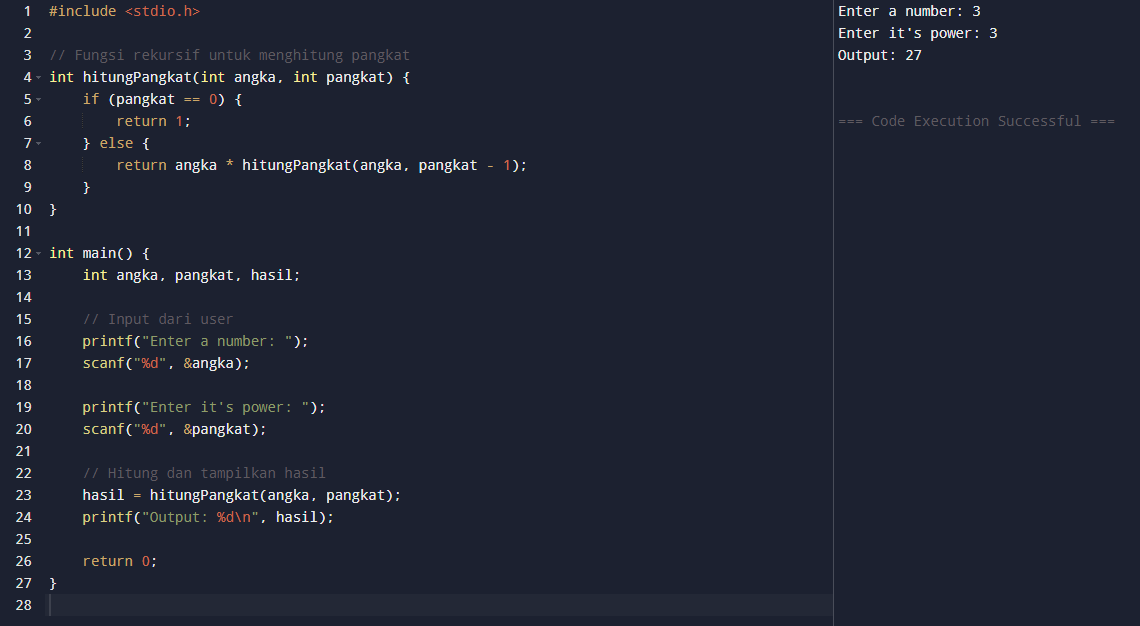 1 #include <stdio.h>
2
3 // Fungsi rekursif untuk menghitung pangkat
4 int hitungPangkat(int angka, int pangkat) {
5     if (pangkat == 0) {
6         return 1;
7     } else {
8         return angka * hitungPangkat(angka, pangkat - 1);
9     }
10 }
11
12 int main() {
13     int angka, pangkat, hasil;
14
15     // Input dari user
16     printf("Enter a number: ");
17     scanf("%d", &angka);
18
19     printf("Enter it's power: ");
20     scanf("%d", &pangkat);
21
22     // Hitung dan tampilkan hasil
23     hasil = hitungPangkat(angka, pangkat);
24     printf("Output: %d\n", hasil);
25
26     return 0;
27 }
28
Enter a number: 3
Enter it's power: 3
Output: 27
=== Code Execution Successful ===